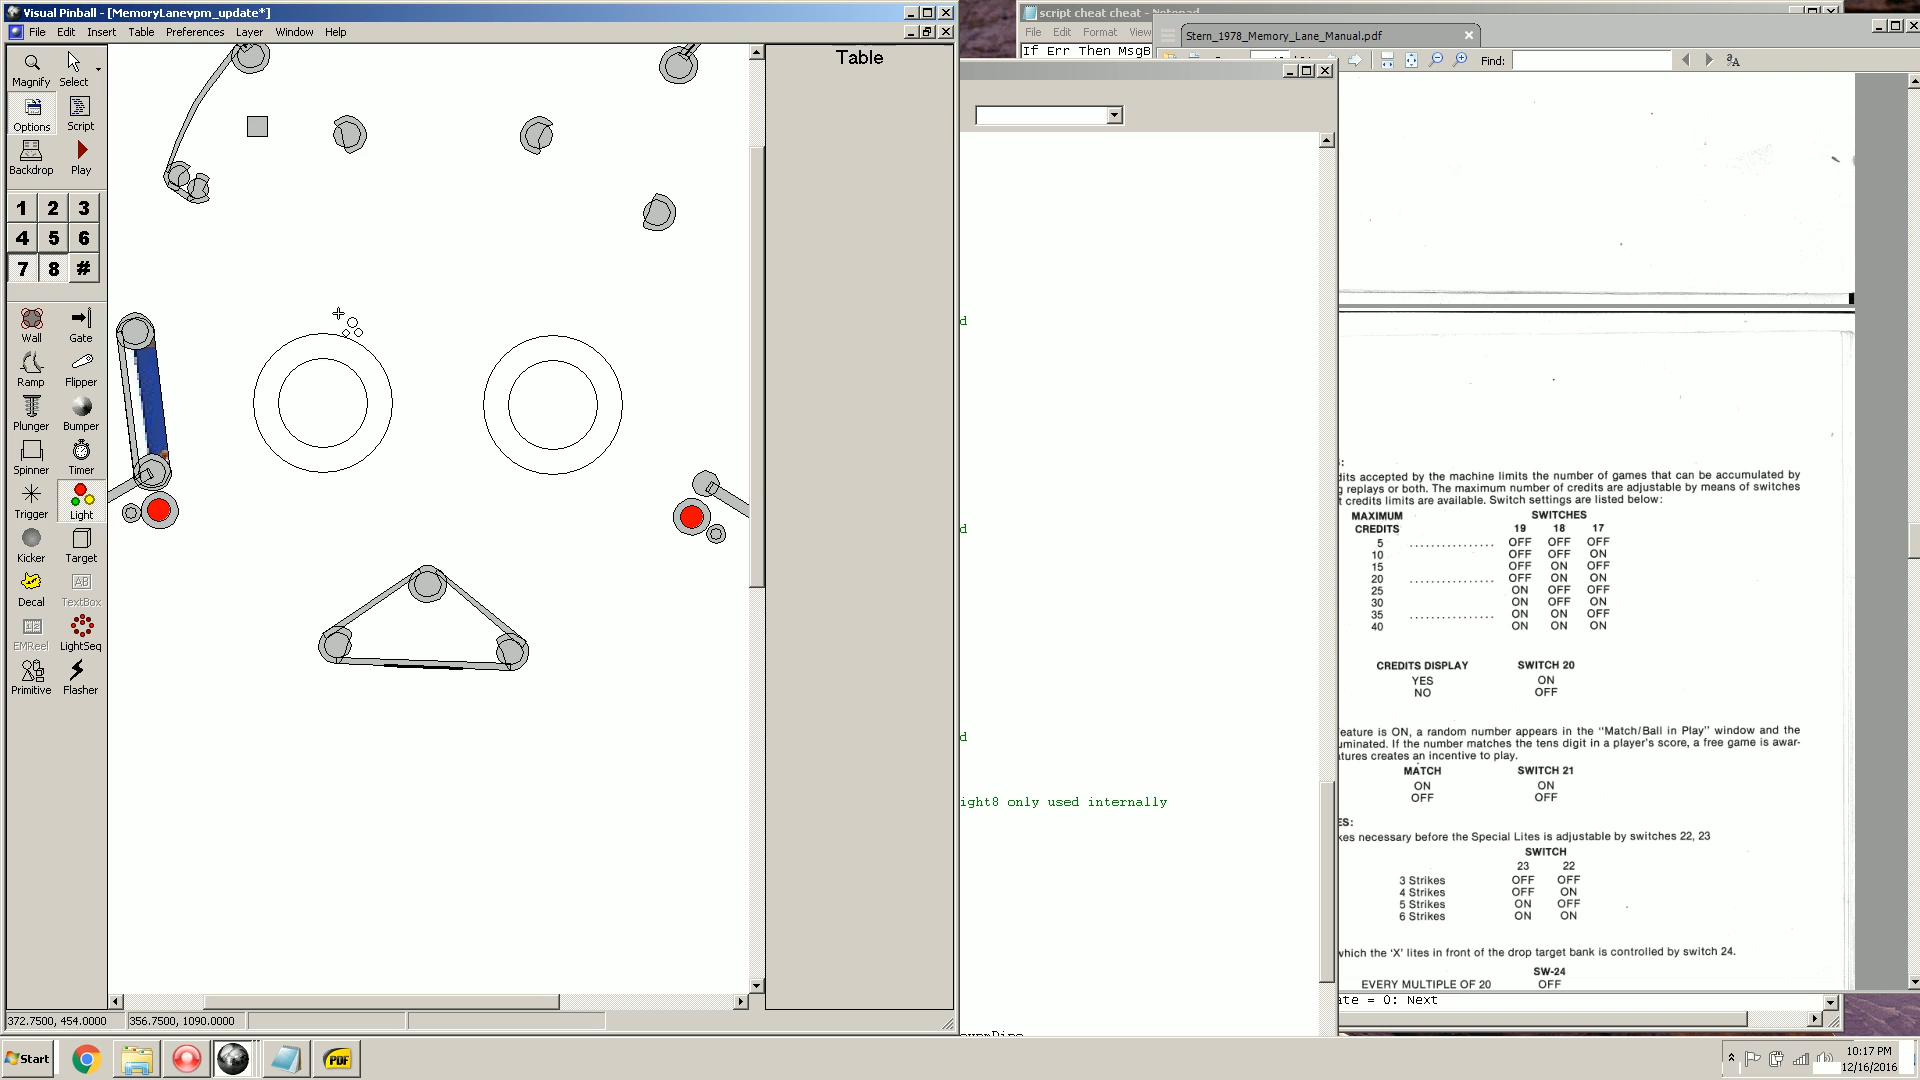 Visual Pinball - [MemoryLanevpm_update*]
File Edit Insert Table Preferences Layer Window Help
Magnify Select
Options Script
Backdrop Play
1 2 3
4 5 6
7 8 #
Wall Gate
Ramp Flipper
Plunger Bumper
Spinner Timer
Trigger Light
Kicker Target
Decal TextBox
EMReel LightSeq
Primitive Flasher
Table
372.7500, 454.0000 356.7500, 1090.0000
script cheat cheat - Notepad
File Edit Format View
If Err Then MsgB
d
d
d
ight8 only used internally
Stern_1978_Memory_Lane_Manual.pdf
Find:
dits accepted by the machine limits the number of games that can be accumulated by
g replays or both. The maximum number of credits are adjustable by means of switches
t credits limits are available. Switch settings are listed below:
MAXIMUM SWITCHES
CREDITS 19 18 17
5 ................ OFF OFF OFF
10 OFF OFF ON
15 OFF ON OFF
20 ................ OFF ON ON
25 ON OFF OFF
30 ON OFF ON
35 ................ ON ON OFF
40 ON ON ON
CREDITS DISPLAY SWITCH 20
YES ON
NO OFF
eature is ON, a random number appears in the "Match/Ball in Play" window and the
uminated. If the number matches the tens digit in a player's score, a free game is awar-
tures creates an incentive to play.
MATCH SWITCH 21
ON ON
OFF OFF
ES:
kes necessary before the Special Lites is adjustable by switches 22, 23
SWITCH
23 22
3 Strikes OFF OFF
4 Strikes OFF ON
5 Strikes ON OFF
6 Strikes ON ON
which the 'X' lites in front of the drop target bank is controlled by switch 24.
SW-24
EVERY MULTIPLE OF 20 OFF
ate = 0: Next
Start
PDF
10:17 PM
12/16/2016